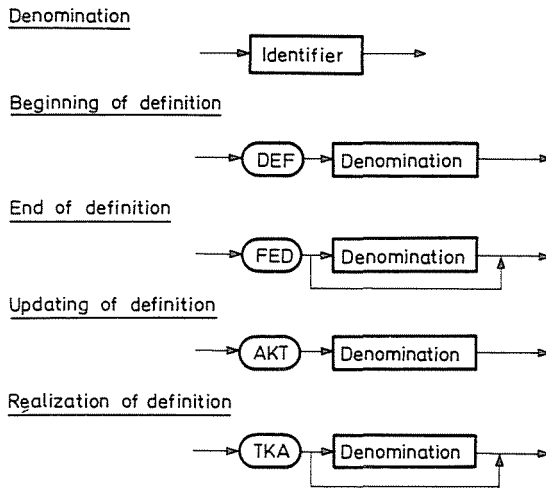 Denomination
Identifier
Beginning of definition
DEF Denomination
End of definition
FED Denomination
Updating of definition
AKT Denomination
Realization of definition
TKA Denomination